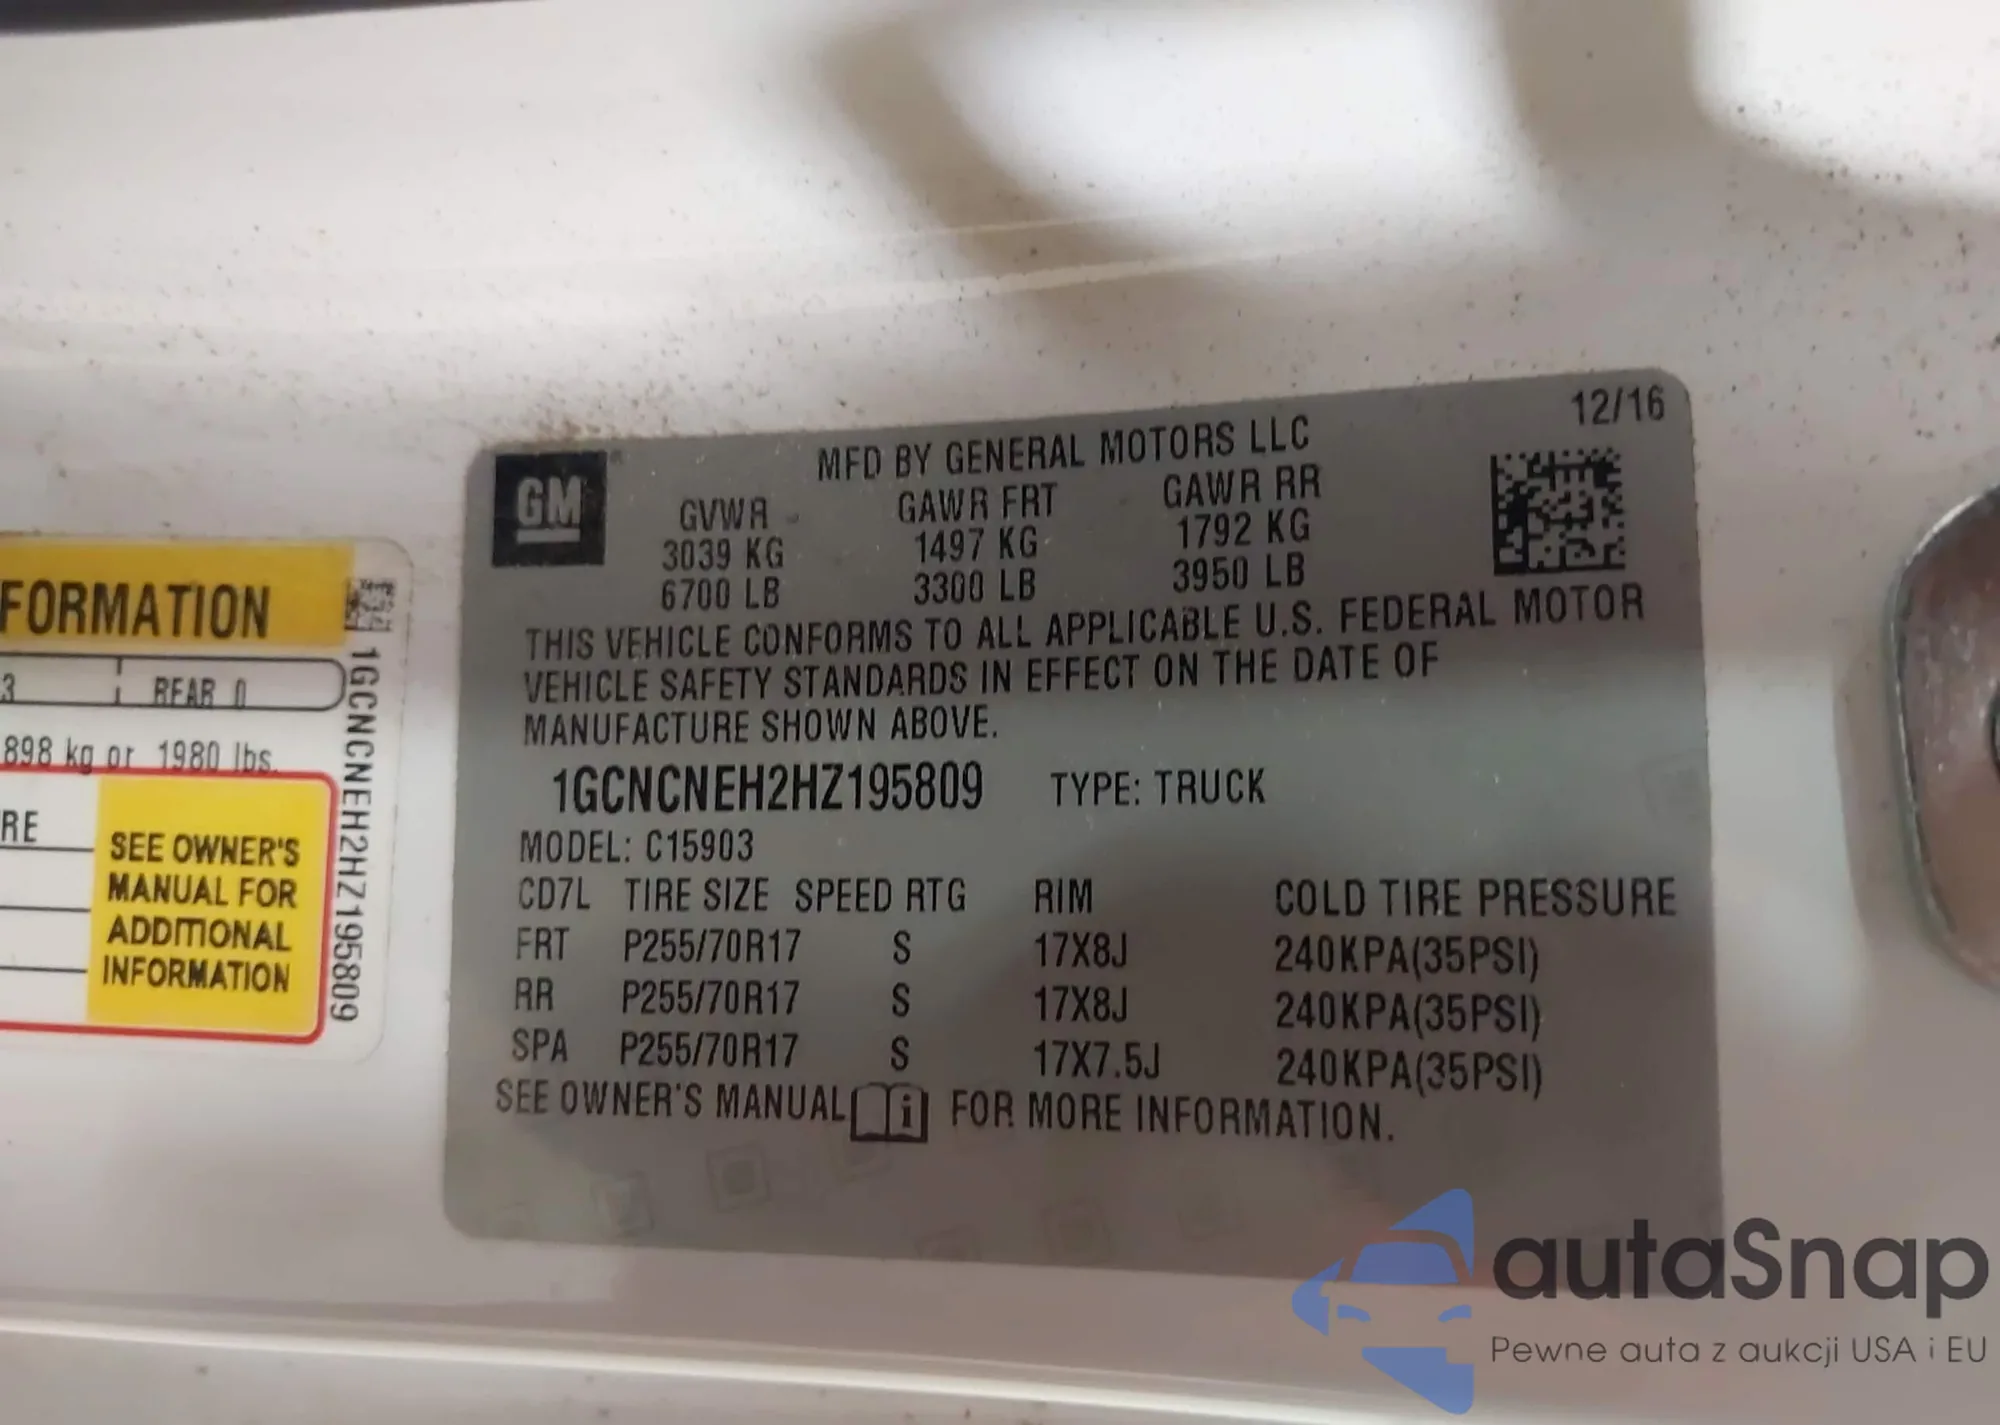 12/16
GM
MFD BY GENERAL MOTORS LLC
GVWR GAWR FRT GAWR RR
3039 KG 1497 KG 1792 KG
6700 LB 3300 LB 3950 LB
THIS VEHICLE CONFORMS TO ALL APPLICABLE U.S. FEDERAL MOTOR
VEHICLE SAFETY STANDARDS IN EFFECT ON THE DATE OF
MANUFACTURE SHOWN ABOVE.
1GCNCNEH2HZ195809 TYPE: TRUCK
MODEL: C15903
CD7L TIRE SIZE SPEED RTG RIM COLD TIRE PRESSURE
FRT P255/70R17 S 17X8J 240KPA(35PSI)
RR P255/70R17 S 17X8J 240KPA(35PSI)
SPA P255/70R17 S 17X7.5J 240KPA(35PSI)
SEE OWNER'S MANUAL i FOR MORE INFORMATION.
FORMATION
3 REAR 0
898 kg or 1980 lbs.
RE
SEE OWNER'S
MANUAL FOR
ADDITIONAL
INFORMATION
1GCNCNEH2HZ195809
autaSnap
Pewne auta z aukcji USA i EU